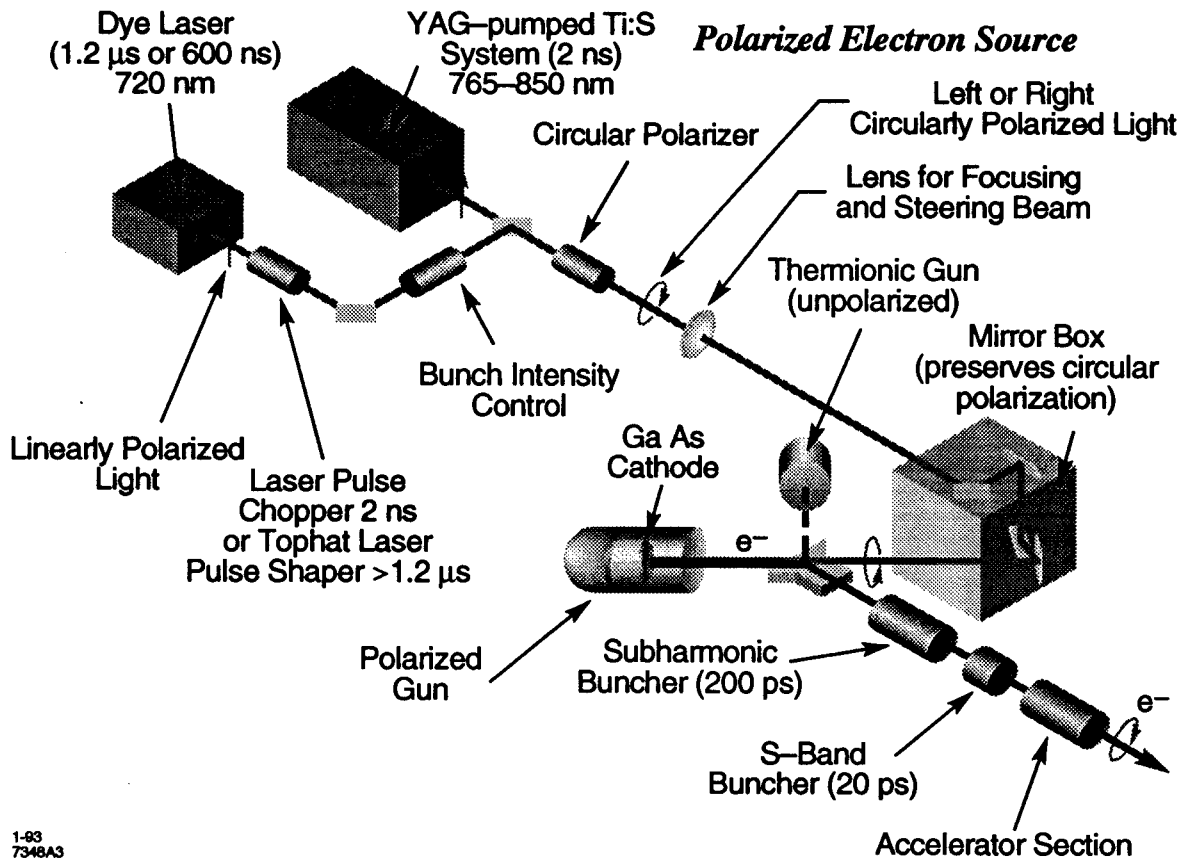 Dye Laser
(1.2 μs or 600 ns)
720 nm
YAG–pumped Ti:S
System (2 ns)
765–850 nm
Polarized Electron Source
Left or Right
Circularly Polarized Light
Circular Polarizer
Lens for Focusing
and Steering Beam
Thermionic Gun
(unpolarized)
Mirror Box
(preserves circular
polarization)
Bunch Intensity
Control
Linearly Polarized
Light
Laser Pulse
Chopper 2 ns
or Tophat Laser
Pulse Shaper >1.2 μs
Ga As
Cathode
e–
Polarized
Gun
Subharmonic
Buncher (200 ps)
e–
S–Band
Buncher (20 ps)
Accelerator Section
1-93
7348A3